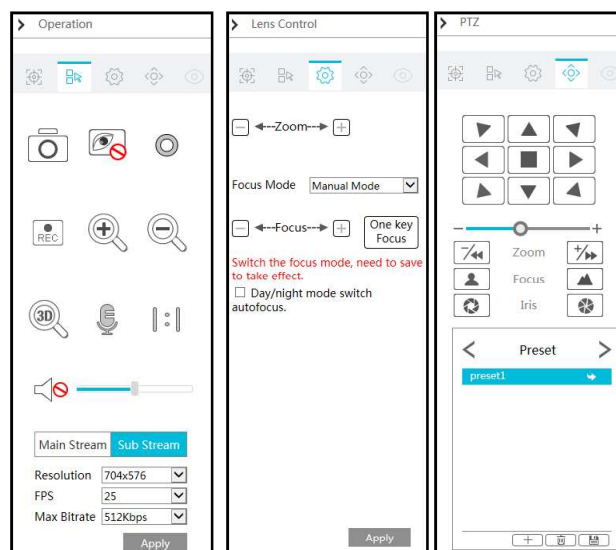 Operation
REC
3D
1:1
Main Stream Sub Stream
Resolution 704x576
FPS 25
Max Bitrate 512Kbps
Apply
Lens Control
Zoom
Focus Mode Manual Mode
Focus
One key
Focus
Switch the focus mode, need to save
to take effect.
Day/night mode switch
autofocus.
Apply
PTZ
Zoom
Focus
Iris
Preset
preset1